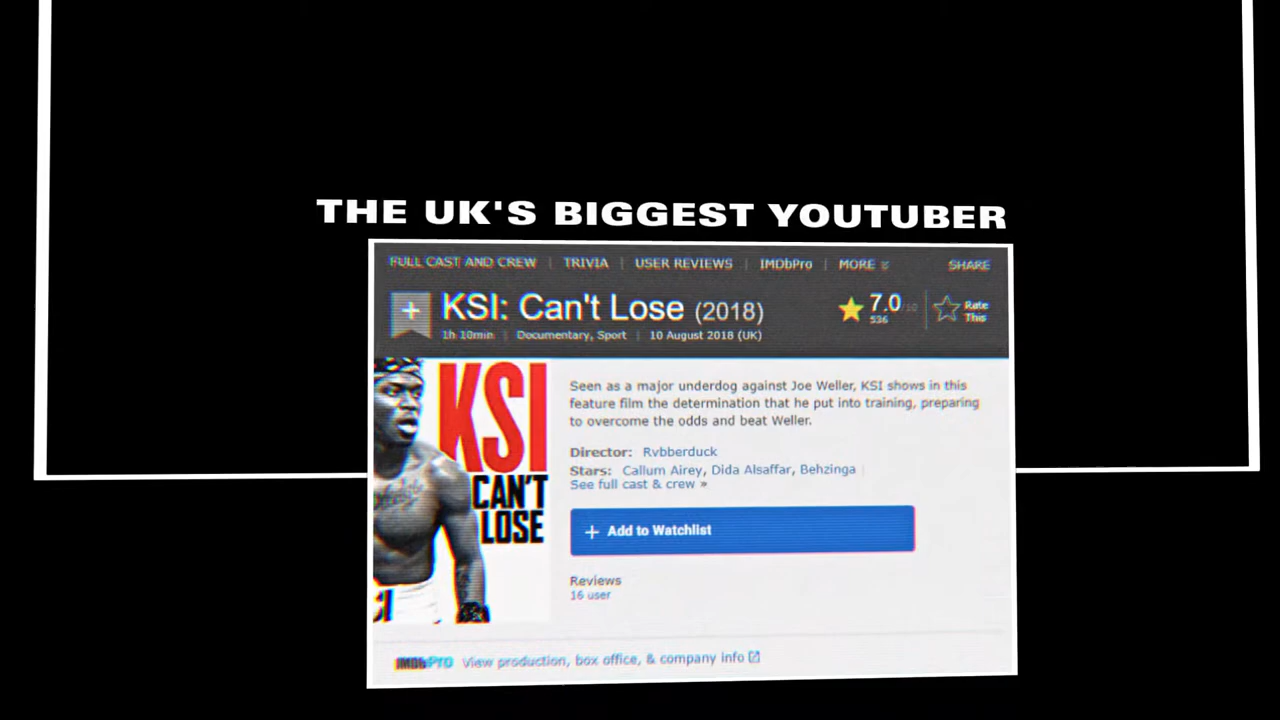 THE UK'S BIGGEST YOUTUBER
FULL CAST AND CREW | TRIVIA | USER REVIEWS | IMDbPro | MORE SHARE
+ KSI: Can't Lose (2018) 7.0/10 Rate
536 This
1h 10min | Documentary, Sport | 10 August 2018 (UK)
KSI
CAN'T
LOSE
Seen as a major underdog against Joe Weller, KSI shows in this
feature film the determination that he put into training, preparing
to overcome the odds and beat Weller.
Director: Rvbberduck
Stars: Callum Airey, Dida Alsaffar, Behzinga |
See full cast & crew »
+ Add to Watchlist
Reviews
16 user
IMDbPro View production, box office, & company info